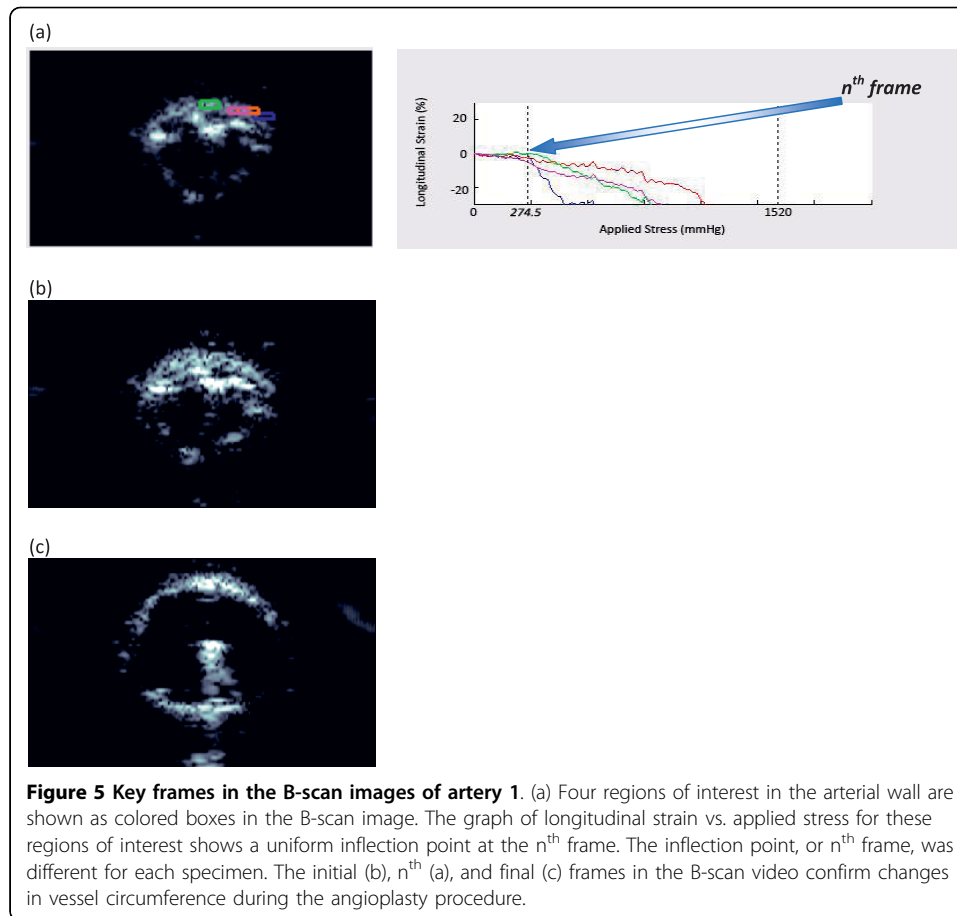 (a)
nth frame
Longitudinal Strain (%)
20
0
-20
0
274.5
1520
Applied Stress (mmHg)
(b)
(c)
Figure 5 Key frames in the B-scan images of artery 1. (a) Four regions of interest in the arterial wall are
shown as colored boxes in the B-scan image. The graph of longitudinal strain vs. applied stress for these
regions of interest shows a uniform inflection point at the nth frame. The inflection point, or nth frame, was
different for each specimen. The initial (b), nth (a), and final (c) frames in the B-scan video confirm changes
in vessel circumference during the angioplasty procedure.